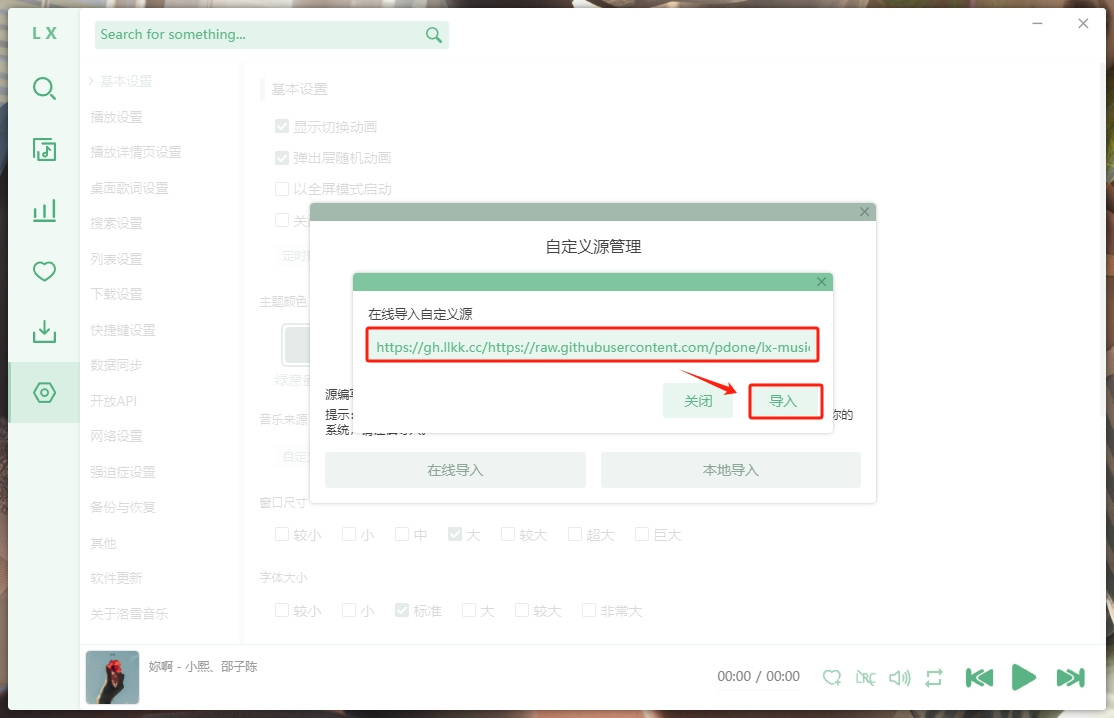 L X
Search for something...
基本设置
播放设置
播放详情页设置
桌面歌词设置
搜索设置
列表设置
下载设置
快捷键设置
数据同步
开放API
网络设置
强迫症设置
备份与恢复
其他
软件更新
关于洛雪音乐
基本设置
显示切换动画
弹出层随机动画
以全屏模式启动
关
定时
主题颜色
绿意
音乐来源
自定
自定义源管理
在线导入自定义源
https://gh.llkk.cc/https://raw.githubusercontent.com/pdone/lx-music
关闭 导入
源编写
提示: 你的
系统,
在线导入 本地导入
窗口尺寸
较小 小 中 大 较大 超大 巨大
字体大小
较小 小 标准 大 较大 非常大
妳啊 - 小熙、邵子陈
00:00 / 00:00
LRC